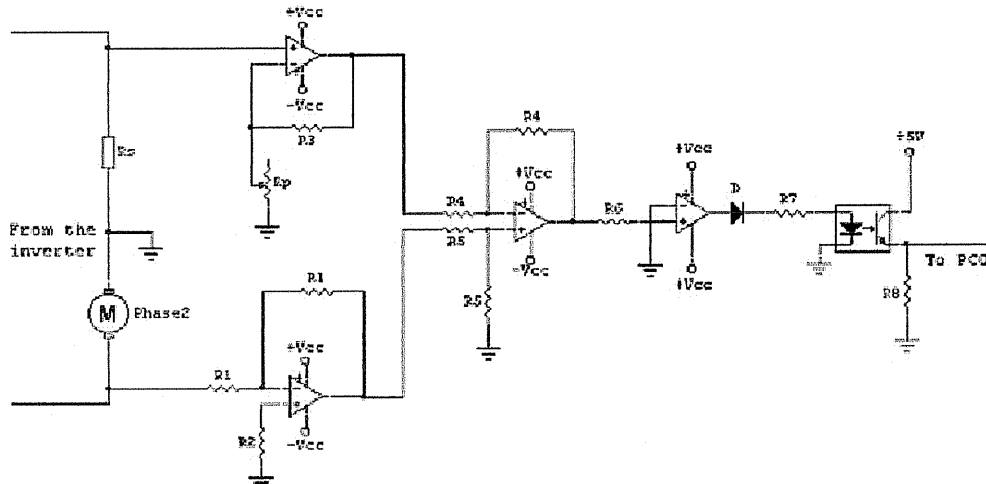 +Vcc
-Vcc
R3
Rs
Rp
From the
inverter
M
Phase2
R1
R1
+Vcc
-Vcc
R2
R4
+Vcc
R4
R5
-Vcc
R5
R6
+Vcc
+Vcc
D
R7
+5V
To PCO
R8